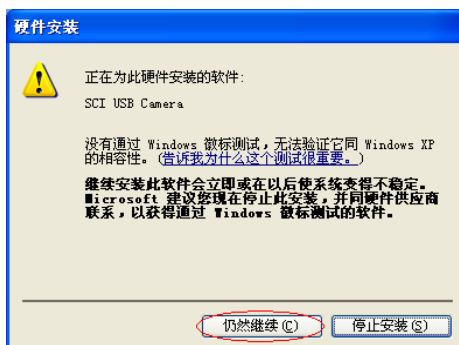 硬件安装
正在为此硬件安装的软件:
SCI USB Camera
没有通过 Windows 徽标测试，无法验证它同 Windows XP
的相容性。(告诉我为什么这个测试很重要。)
继续安装此软件会立即或在以后使系统变得不稳定。
Microsoft 建议您现在停止此安装，并同硬件供应商
联系，以获得通过 Windows 徽标测试的软件。
仍然继续(C) 停止安装(S)